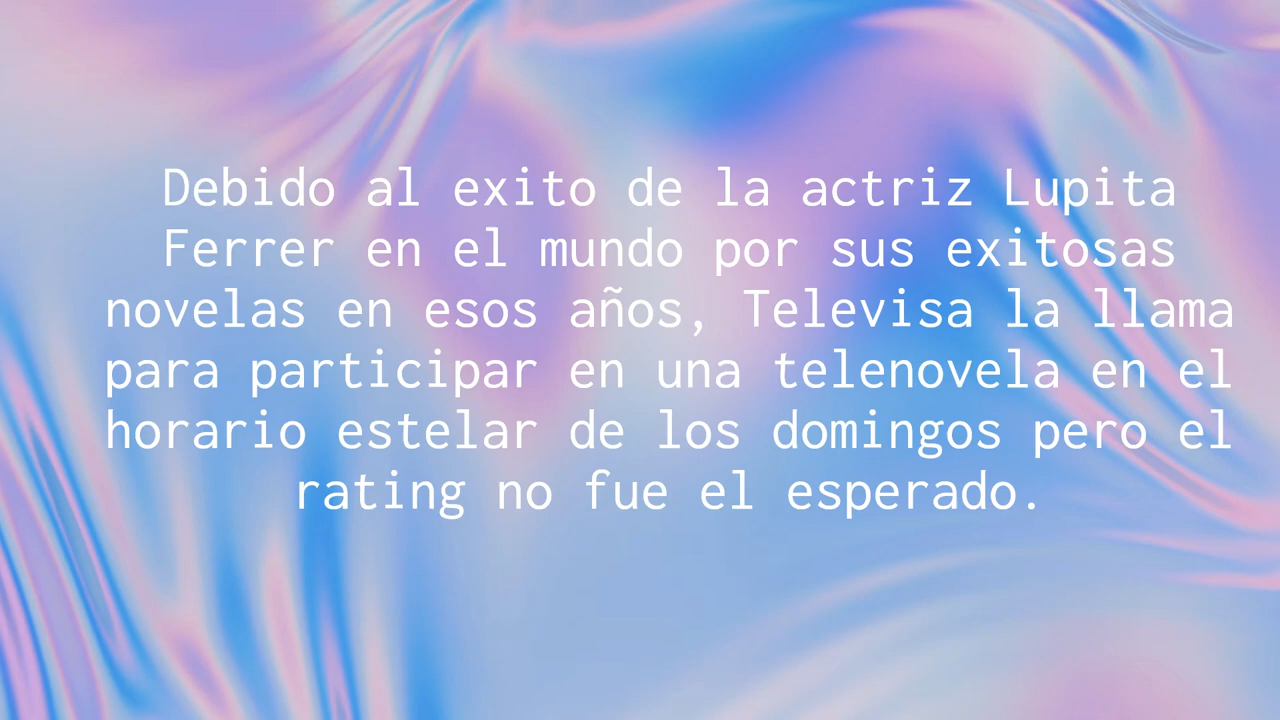 Debido al exito de la actriz Lupita
Ferrer en el mundo por sus exitosas
novelas en esos años, Televisa la llama
para participar en una telenovela en el
horario estelar de los domingos pero el
rating no fue el esperado.